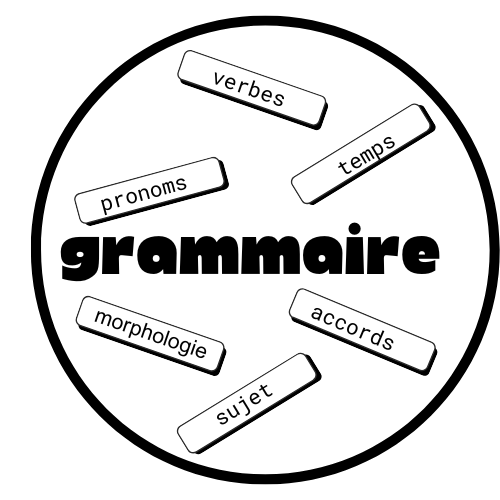 verbes
temps
pronoms
grammaire
morphologie
accords
sujet